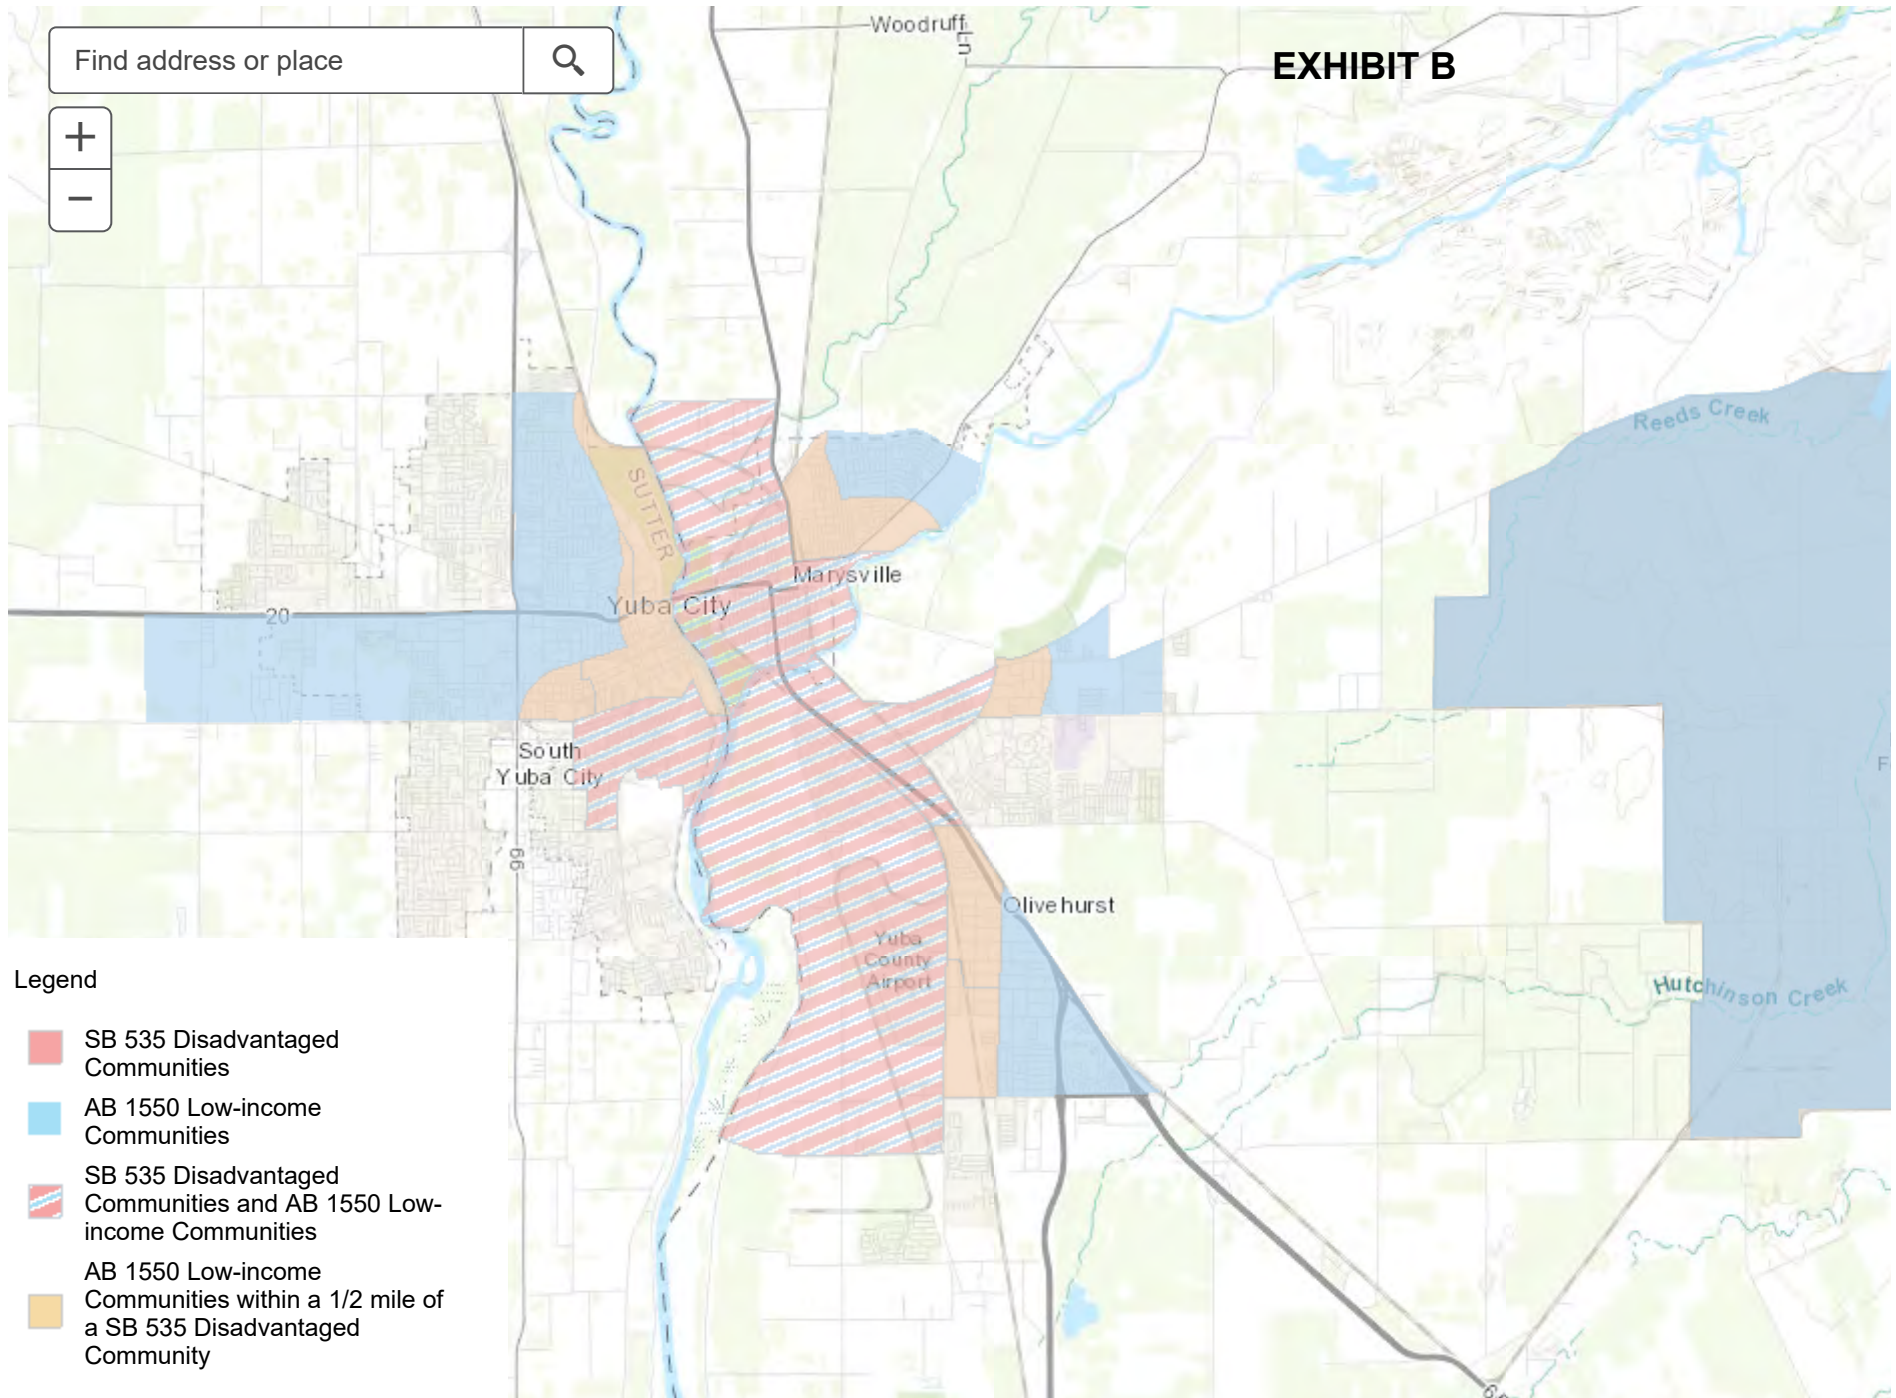 Find address or place
EXHIBIT B
+
−
Woodruff
Ln
SUTTER
Reeds Creek
Marysville
Yuba City
20
South
Yuba City
99
Olivehurst
Yuba
County
Airport
Hutchinson Creek
Legend
SB 535 Disadvantaged
Communities
AB 1550 Low-income
Communities
SB 535 Disadvantaged
Communities and AB 1550 Low-
income Communities
AB 1550 Low-income
Communities within a 1/2 mile of
a SB 535 Disadvantaged
Community